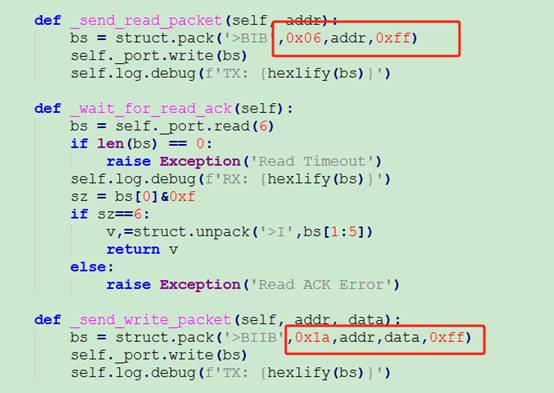 def _send_read_packet(self, addr):
    bs = struct.pack('>BIB',0x06,addr,0xff)
    self._port.write(bs)
    self.log.debug(f'TX: {hexlify(bs)}')

def _wait_for_read_ack(self):
    bs = self._port.read(6)
    if len(bs) == 0:
        raise Exception('Read Timeout')
    self.log.debug(f'RX: {hexlify(bs)}')
    sz = bs[0]&0xf
    if sz==6:
        v,=struct.unpack('>I',bs[1:5])
        return v
    else:
        raise Exception('Read ACK Error')

def _send_write_packet(self, addr, data):
    bs = struct.pack('>BIIB',0x1a,addr,data,0xff)
    self._port.write(bs)
    self.log.debug(f'TX: {hexlify(bs)}')